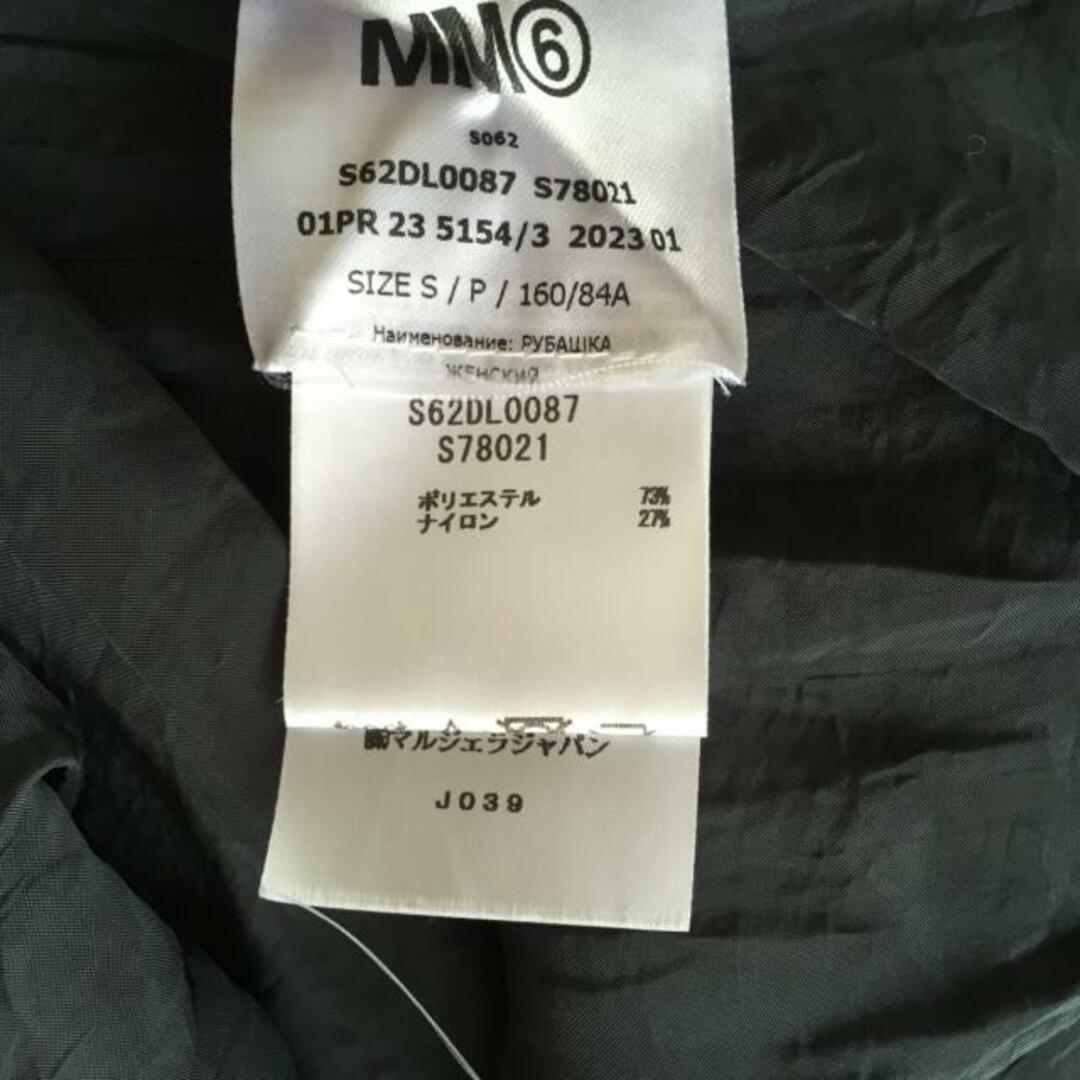 MM⑥
S062
S62DL0087 S78021
01PR 23 5154/3 2023 01
SIZE S / P / 160/84A
Наименование: РУБАШКА
ЖЕНСКИЙ
S62DL0087
S78021
ポリエステル 73%
ナイロン 27%
㈱マルジェラジャパン
J039